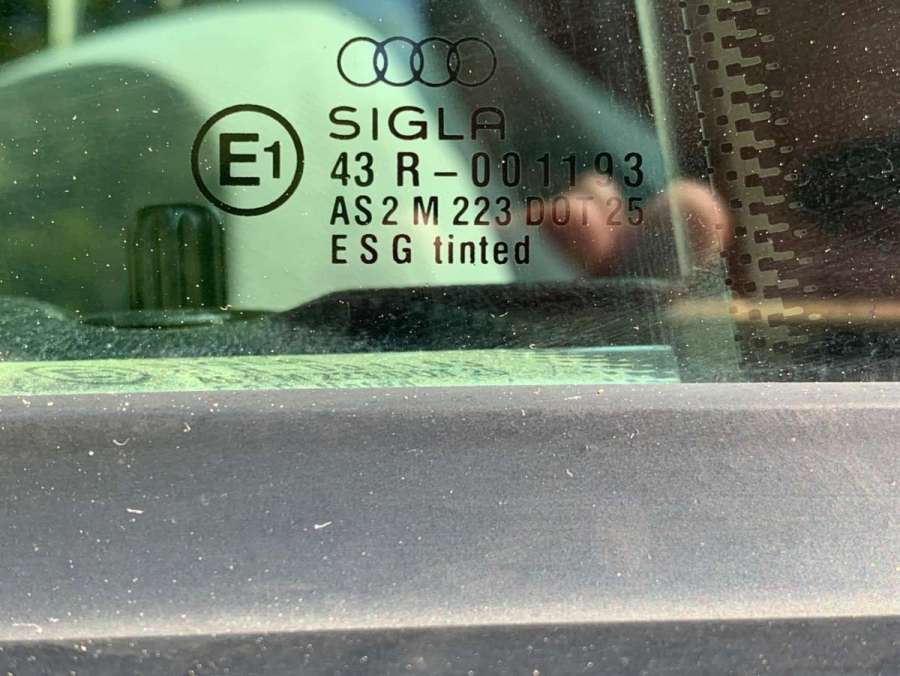 SIGLA
E1
43 R-001193
AS2 M 223 DOT 25
ESG tinted